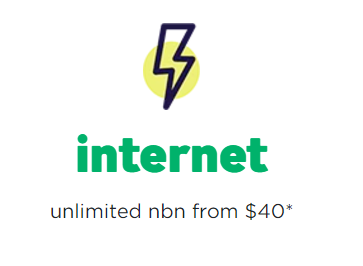 internet
unlimited nbn from $40*